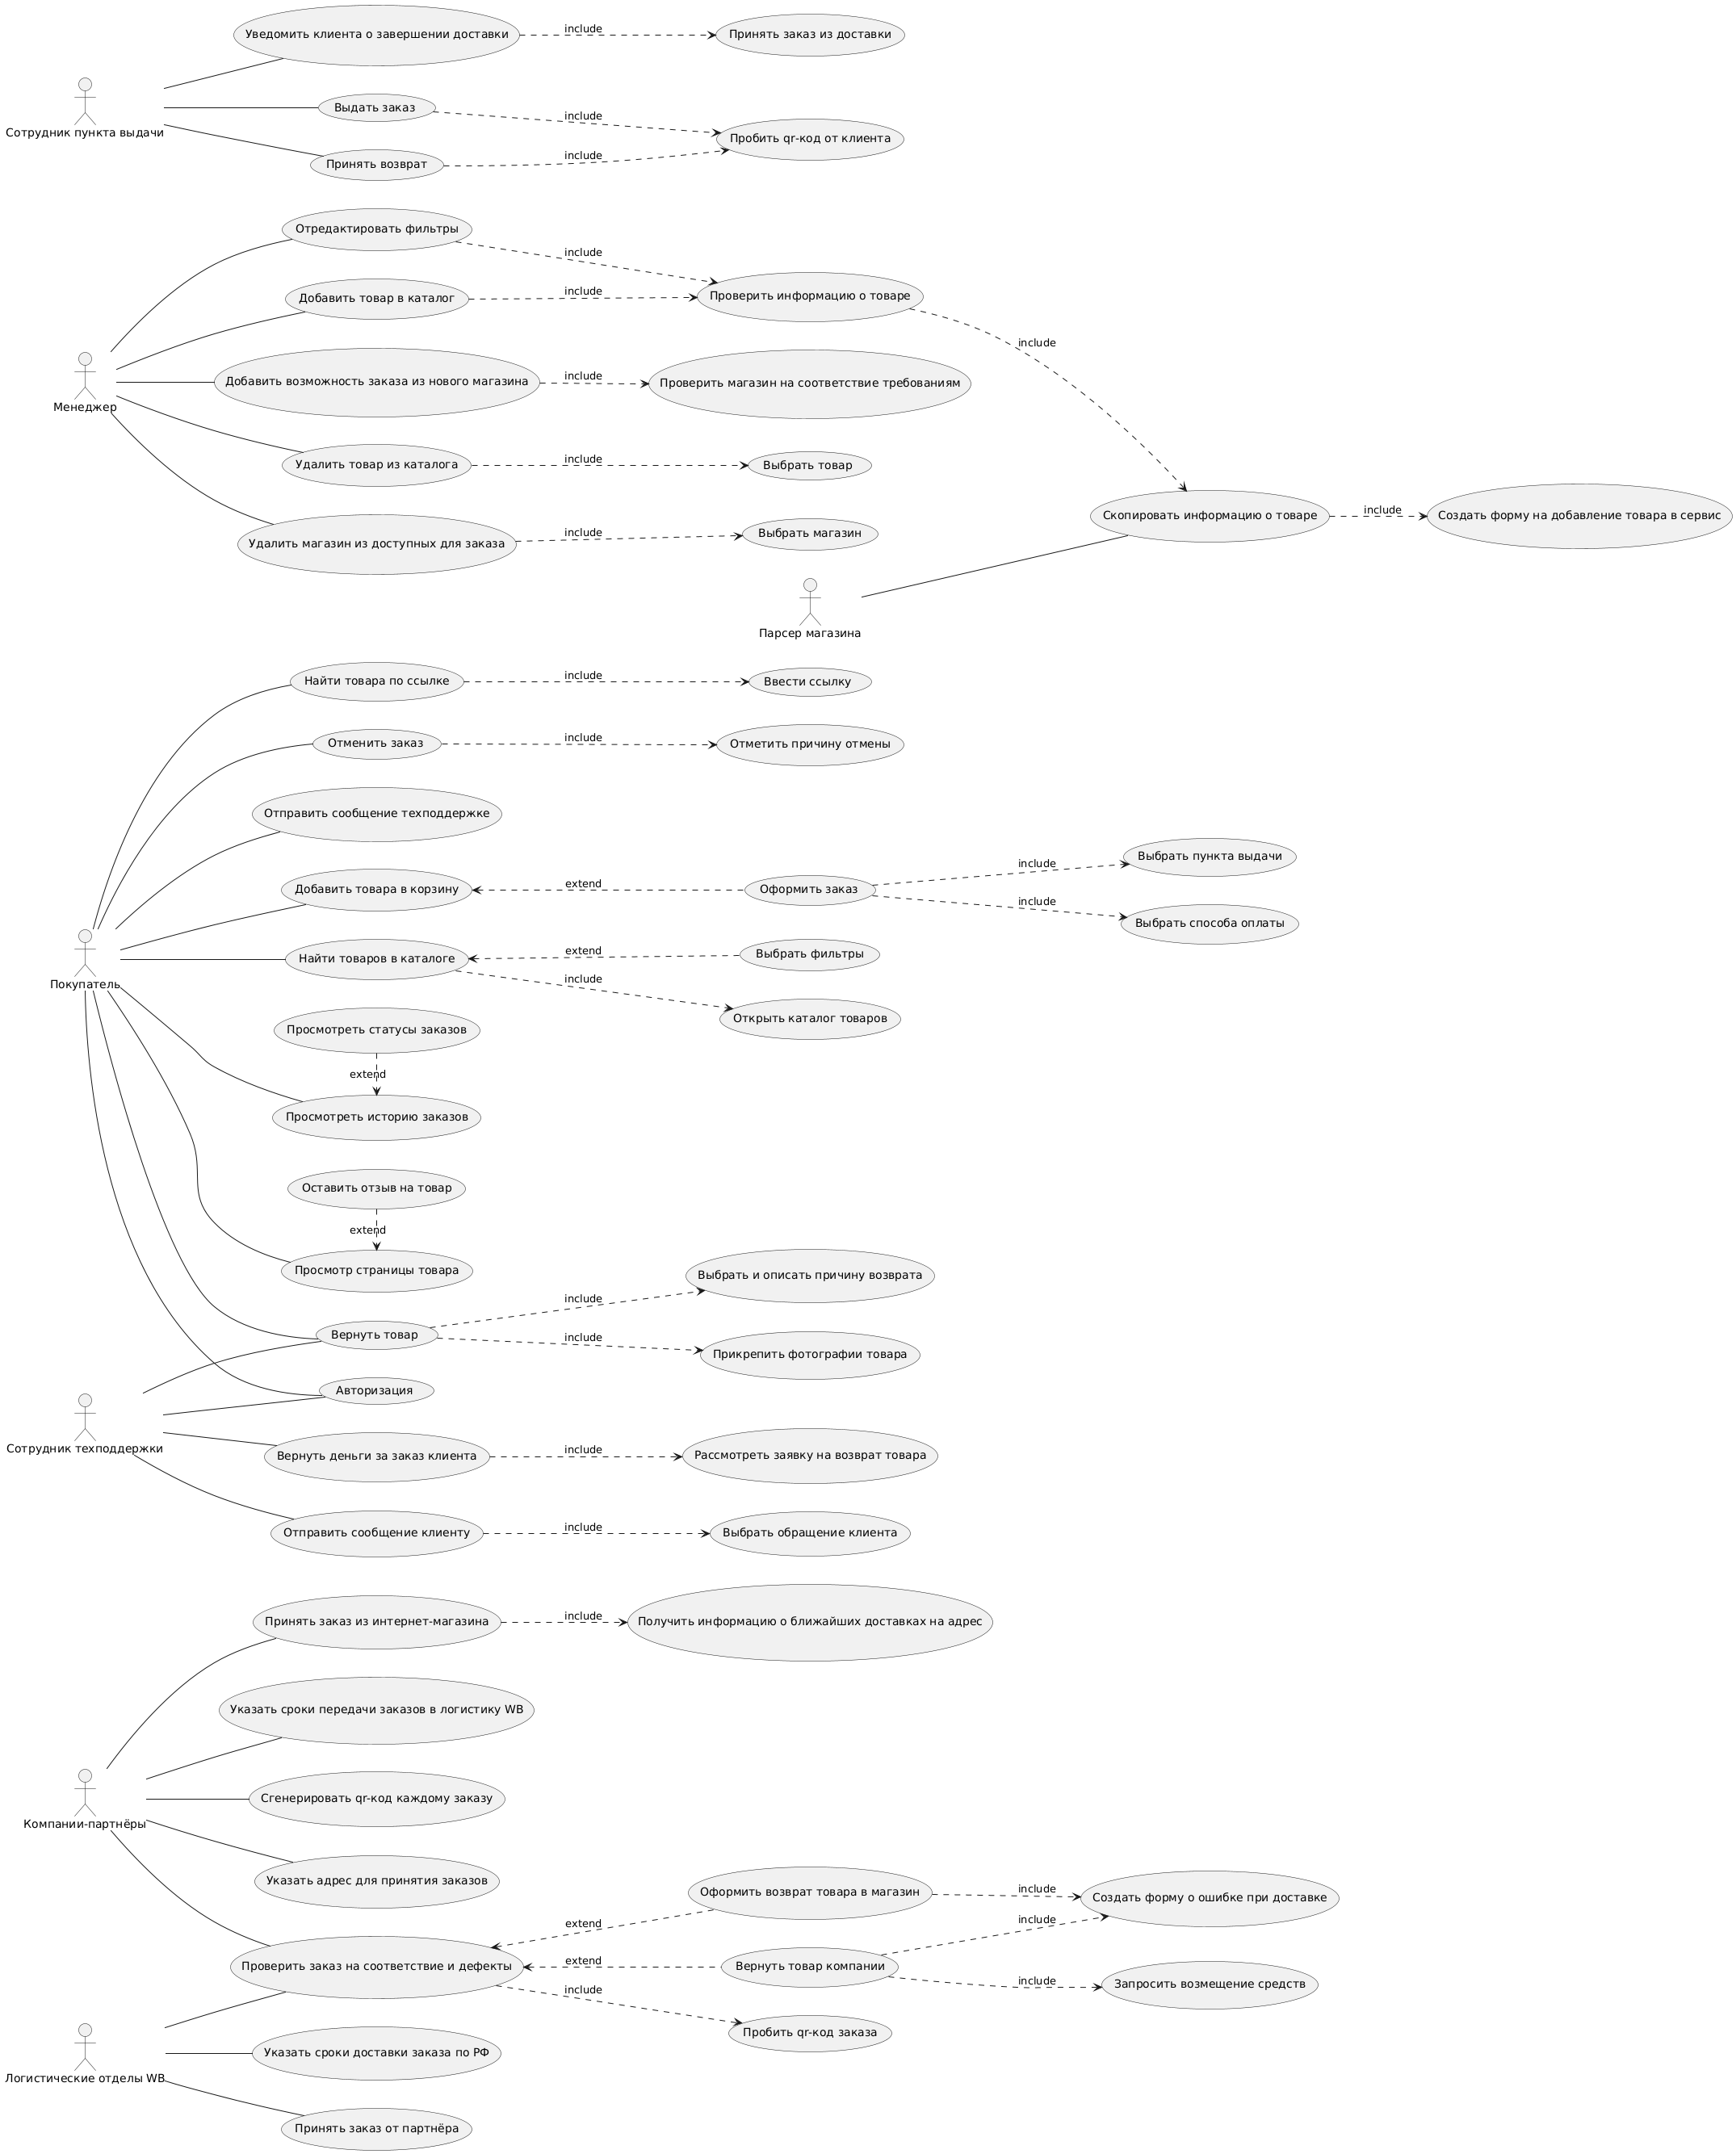 Уведомить клиента о завершении доставки
include
Принять заказ из доставки
Сотрудник пункта выдачи
Выдать заказ
include
Пробить qr-код от клиента
Принять возврат
include
Отредактировать фильтры
include
Добавить товар в каталог
include
Проверить информацию о товаре
include
Менеджер
Добавить возможность заказа из нового магазина
include
Проверить магазин на соответствие требованиям
Удалить товар из каталога
include
Выбрать товар
Удалить магазин из доступных для заказа
include
Выбрать магазин
Скопировать информацию о товаре
include
Создать форму на добавление товара в сервис
Парсер магазина
Найти товара по ссылке
include
Ввести ссылку
Отменить заказ
include
Отметить причину отмены
Отправить сообщение техподдержке
Добавить товара в корзину
extend
Оформить заказ
include
Выбрать пункта выдачи
include
Выбрать способа оплаты
Покупатель
Найти товаров в каталоге
extend
Выбрать фильтры
include
Открыть каталог товаров
Просмотреть статусы заказов
extend
Просмотреть историю заказов
Оставить отзыв на товар
extend
Просмотр страницы товара
Вернуть товар
include
Выбрать и описать причину возврата
include
Прикрепить фотографии товара
Авторизация
Сотрудник техподдержки
Вернуть деньги за заказ клиента
include
Рассмотреть заявку на возврат товара
Отправить сообщение клиенту
include
Выбрать обращение клиента
Принять заказ из интернет-магазина
include
Получить информацию о ближайших доставках на адрес
Указать сроки передачи заказов в логистику WB
Сгенерировать qr-код каждому заказу
Компании-партнёры
Указать адрес для принятия заказов
Оформить возврат товара в магазин
include
Создать форму о ошибке при доставке
extend
include
Проверить заказ на соответствие и дефекты
extend
Вернуть товар компании
include
Запросить возмещение средств
include
Пробить qr-код заказа
Логистические отделы WB
Указать сроки доставки заказа по РФ
Принять заказ от партнёра